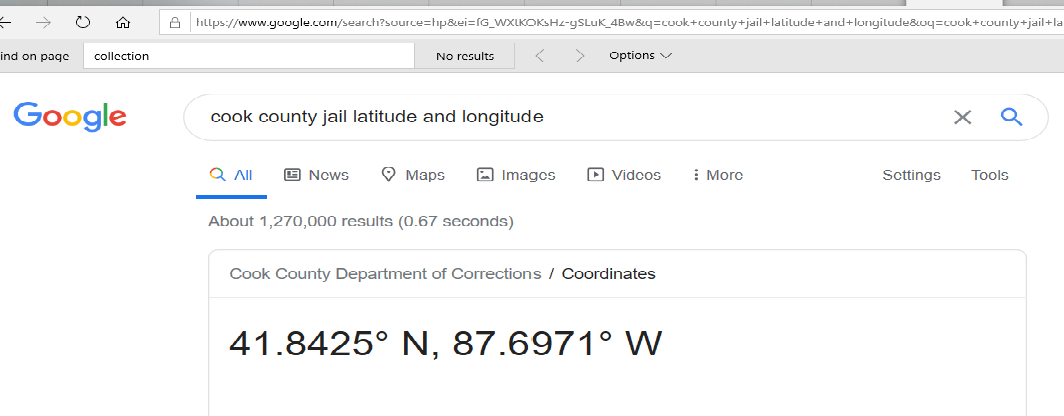 https://www.google.com/search?source=hp&ei=fG_WXtKOKsHz-gSLuK_4Bw&q=cook+county+jail+latitude+and+longitude&oq=cook+county+jail+la
ind on page collection No results Options
Google cook county jail latitude and longitude
All News Maps Images Videos More Settings Tools
About 1,270,000 results (0.67 seconds)
Cook County Department of Corrections / Coordinates
41.8425° N, 87.6971° W